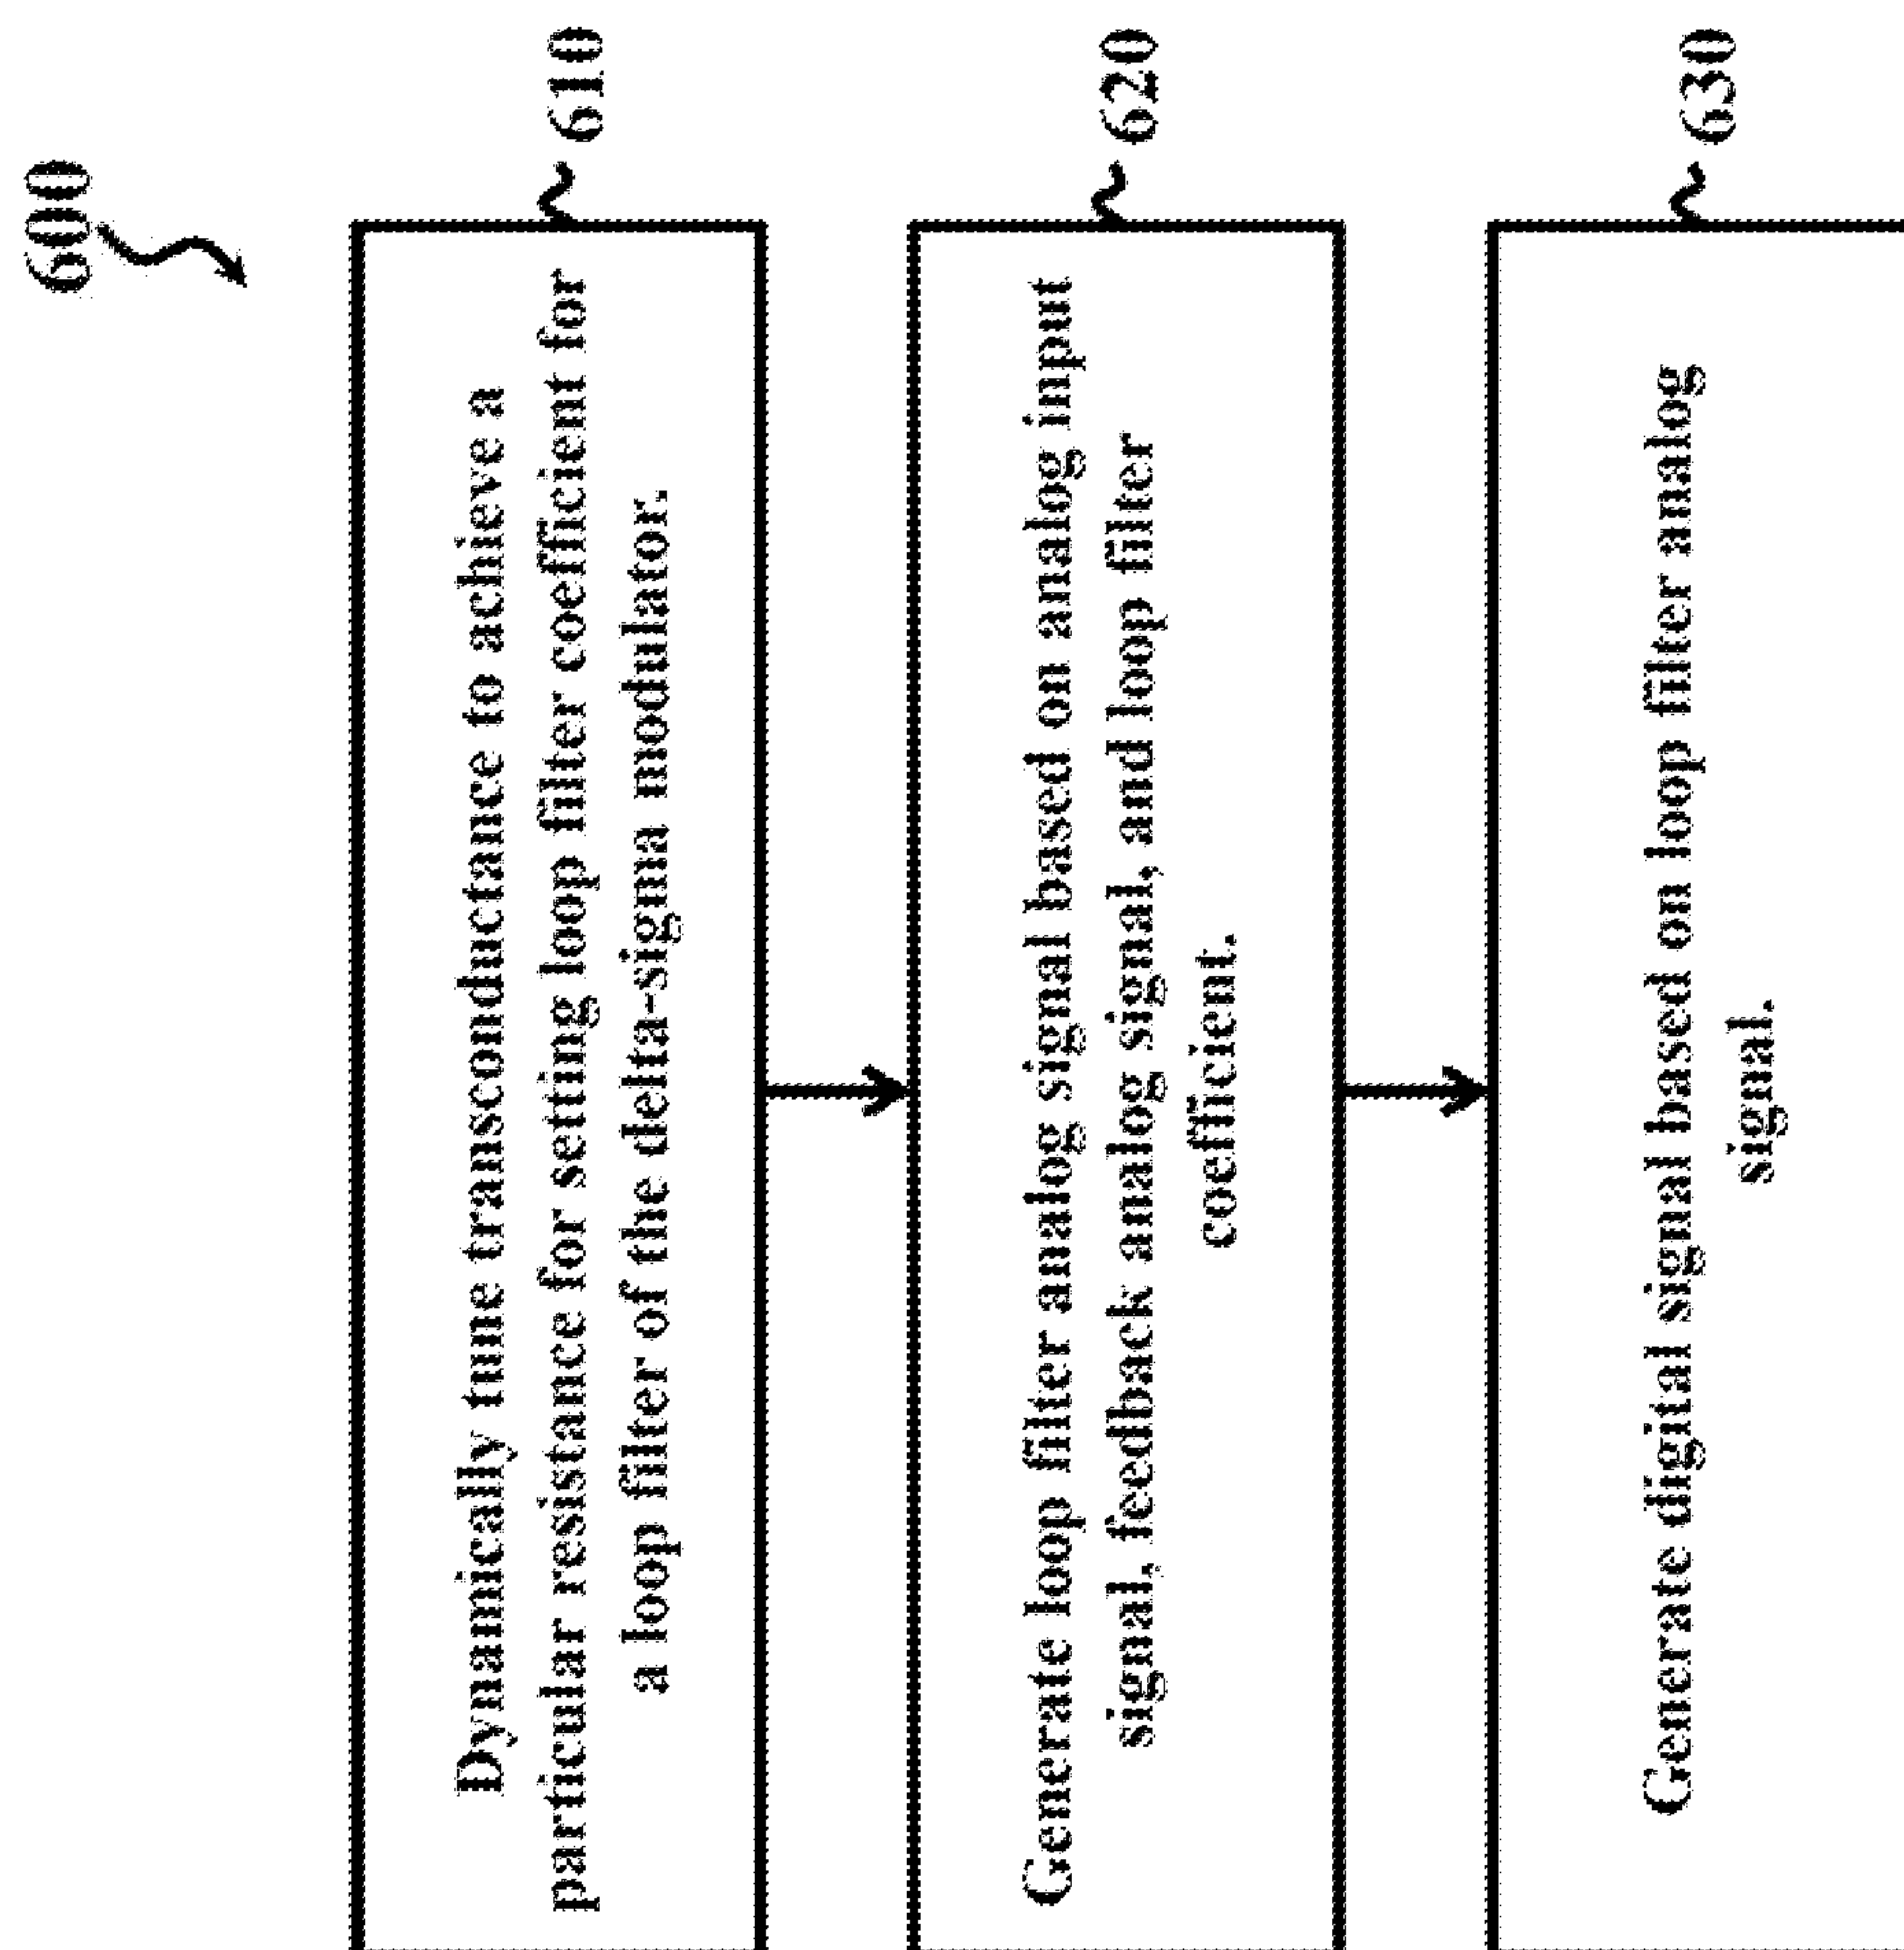 600
Dynamically tune transconductance to achieve a
particular resistance for setting loop filter coefficient for
a loop filter of the delta-sigma modulator.
610
Generate loop filter analog signal based on analog input
signal, feedback analog signal, and loop filter
coefficient.
620
Generate digital signal based on loop filter analog
signal.
630